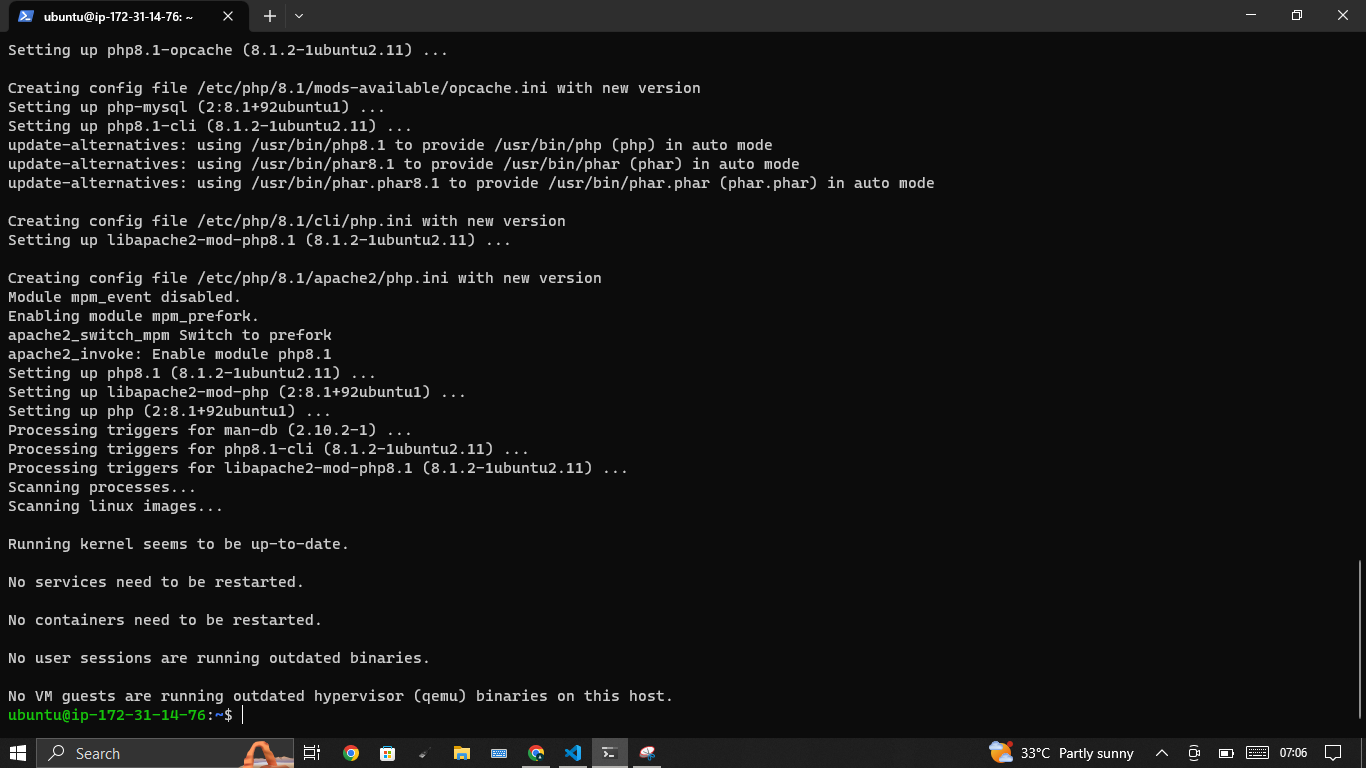 ubuntu@ip-172-31-14-76: ~
Setting up php8.1-opcache (8.1.2-1ubuntu2.11) ...
Creating config file /etc/php/8.1/mods-available/opcache.ini with new version
Setting up php-mysql (2:8.1+92ubuntu1) ...
Setting up php8.1-cli (8.1.2-1ubuntu2.11) ...
update-alternatives: using /usr/bin/php8.1 to provide /usr/bin/php (php) in auto mode
update-alternatives: using /usr/bin/phar8.1 to provide /usr/bin/phar (phar) in auto mode
update-alternatives: using /usr/bin/phar.phar8.1 to provide /usr/bin/phar.phar (phar.phar) in auto mode
Creating config file /etc/php/8.1/cli/php.ini with new version
Setting up libapache2-mod-php8.1 (8.1.2-1ubuntu2.11) ...
Creating config file /etc/php/8.1/apache2/php.ini with new version
Module mpm_event disabled.
Enabling module mpm_prefork.
apache2_switch_mpm Switch to prefork
apache2_invoke: Enable module php8.1
Setting up php8.1 (8.1.2-1ubuntu2.11) ...
Setting up libapache2-mod-php (2:8.1+92ubuntu1) ...
Setting up php (2:8.1+92ubuntu1) ...
Processing triggers for man-db (2.10.2-1) ...
Processing triggers for php8.1-cli (8.1.2-1ubuntu2.11) ...
Processing triggers for libapache2-mod-php8.1 (8.1.2-1ubuntu2.11) ...
Scanning processes...
Scanning linux images...
Running kernel seems to be up-to-date.
No services need to be restarted.
No containers need to be restarted.
No user sessions are running outdated binaries.
No VM guests are running outdated hypervisor (qemu) binaries on this host.
ubuntu@ip-172-31-14-76:~$
Search
33°C Partly sunny
07:06